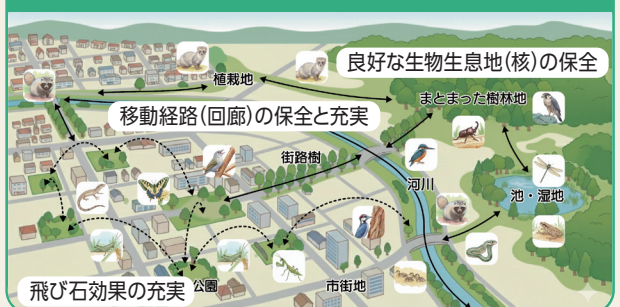 良好な生物生息地(核)の保全
植栽地
まとまった樹林地
移動経路(回廊)の保全と充実
街路樹
河川
池・湿地
飛び石効果の充実
公園
市街地